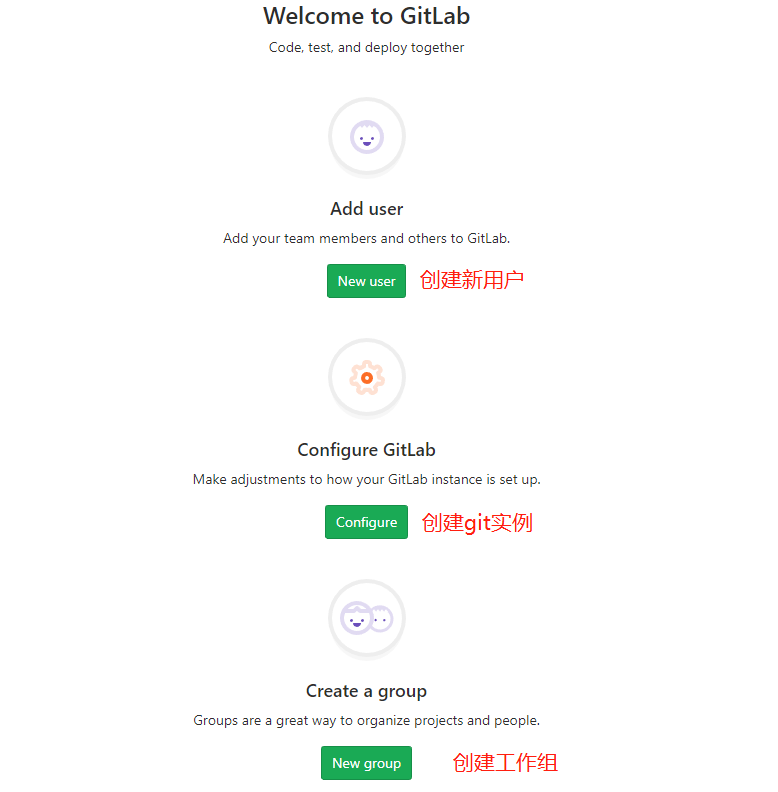 Welcome to GitLab
Code, test, and deploy together
Add user
Add your team members and others to GitLab.
New user 创建新用户
Configure GitLab
Make adjustments to how your GitLab instance is set up.
Configure 创建git实例
Create a group
Groups are a great way to organize projects and people.
New group 创建工作组